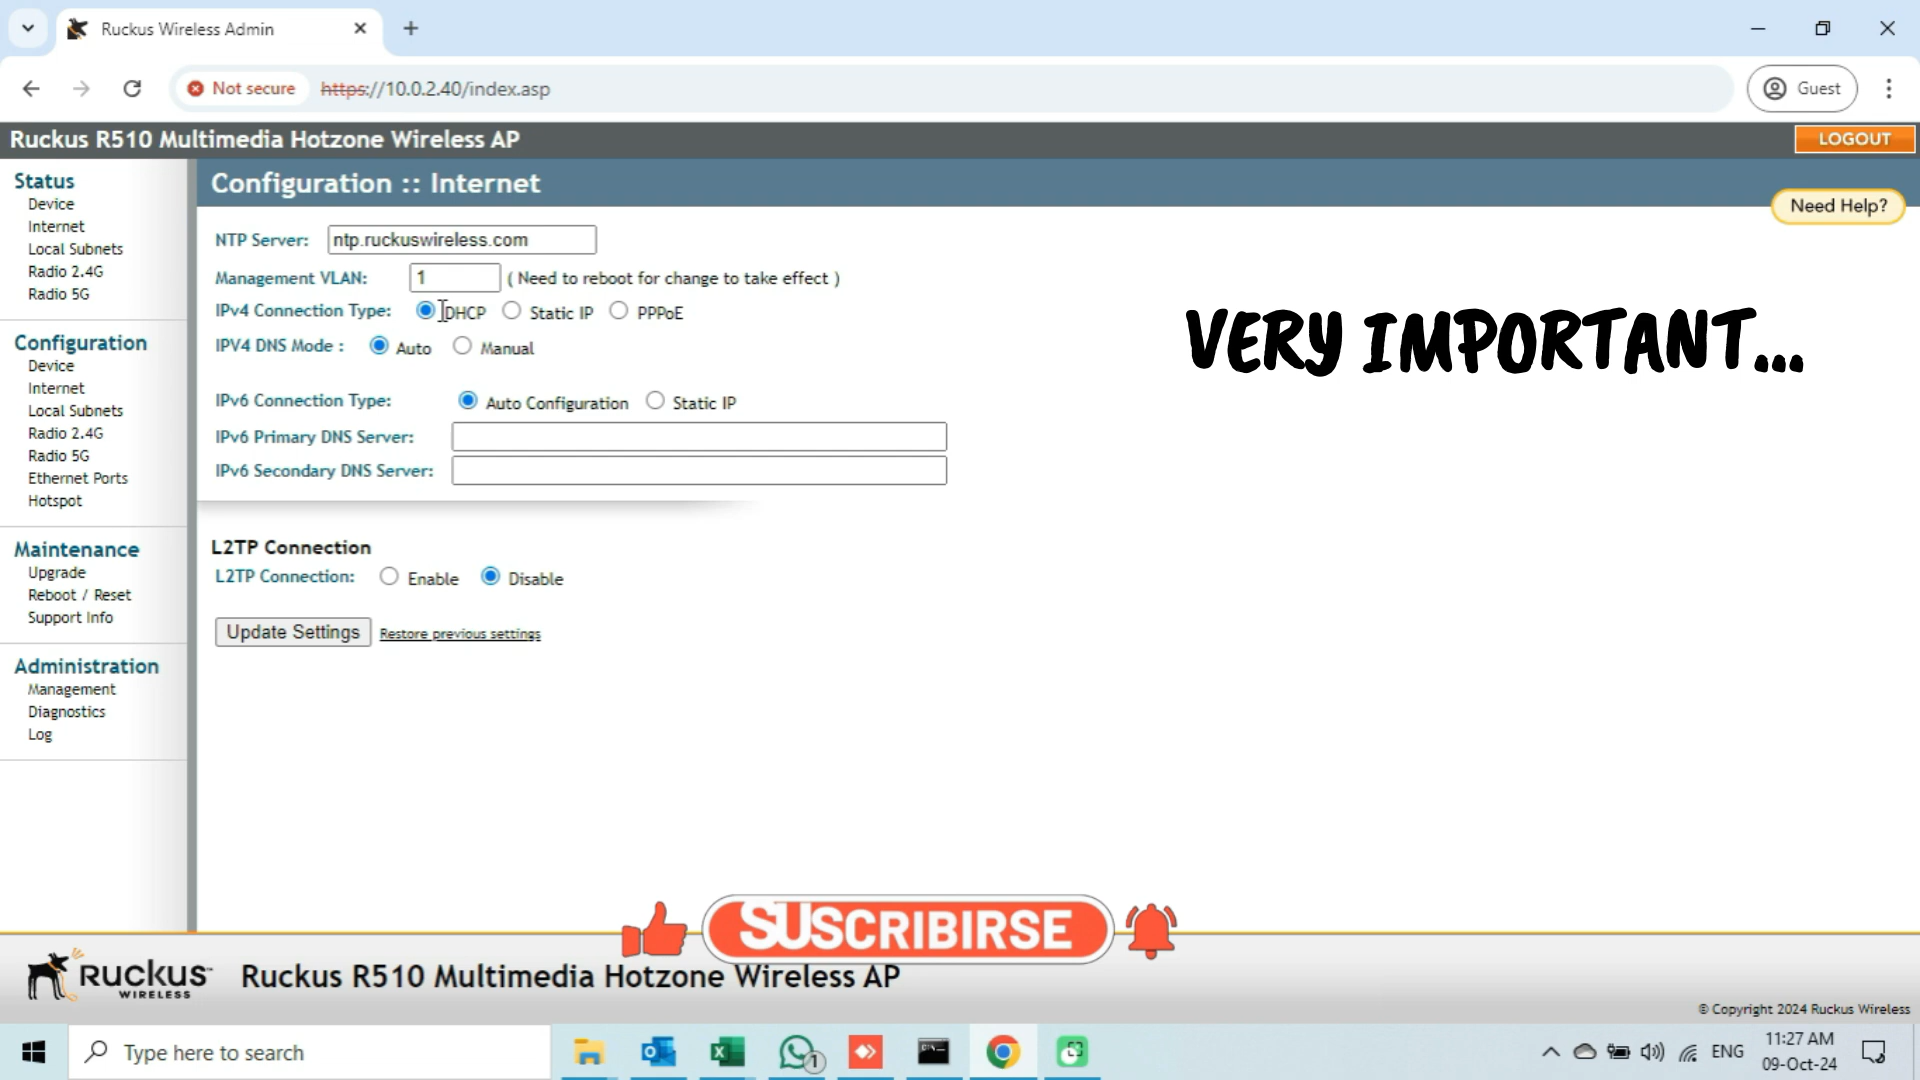 Ruckus Wireless Admin
Not secure
https://10.0.2.40/index.asp
Guest
Ruckus R510 Multimedia Hotzone Wireless AP
LOGOUT
Status
Device
Internet
Local Subnets
Radio 2.4G
Radio 5G
Configuration
Device
Internet
Local Subnets
Radio 2.4G
Radio 5G
Ethernet Ports
Hotspot
Maintenance
Upgrade
Reboot / Reset
Support Info
Administration
Management
Diagnostics
Log
Configuration :: Internet
Need Help?
NTP Server: ntp.ruckuswireless.com
Management VLAN: 1 ( Need to reboot for change to take effect )
IPv4 Connection Type: DHCP Static IP PPPoE
IPV4 DNS Mode : Auto Manual
IPv6 Connection Type: Auto Configuration Static IP
IPv6 Primary DNS Server:
IPv6 Secondary DNS Server:
L2TP Connection
L2TP Connection: Enable Disable
Update Settings Restore previous settings
VERY IMPORTANT...
SUSCRIBIRSE
RUCKUS
WIRELESS
Ruckus R510 Multimedia Hotzone Wireless AP
© Copyright 2024 Ruckus Wireless
Type here to search
1
ENG
11:27 AM
09-Oct-24